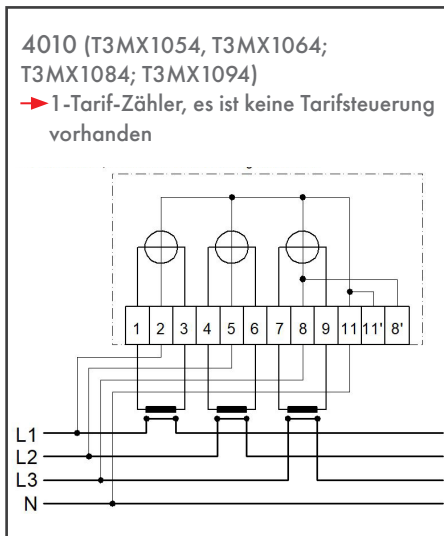 4010 (T3MX1054, T3MX1064;
T3MX1084; T3MX1094)
1-Tarif-Zähler, es ist keine Tarifsteuerung
vorhanden
1 2 3 4 5 6 7 8 9 11 11' 8'
L1
L2
L3
N